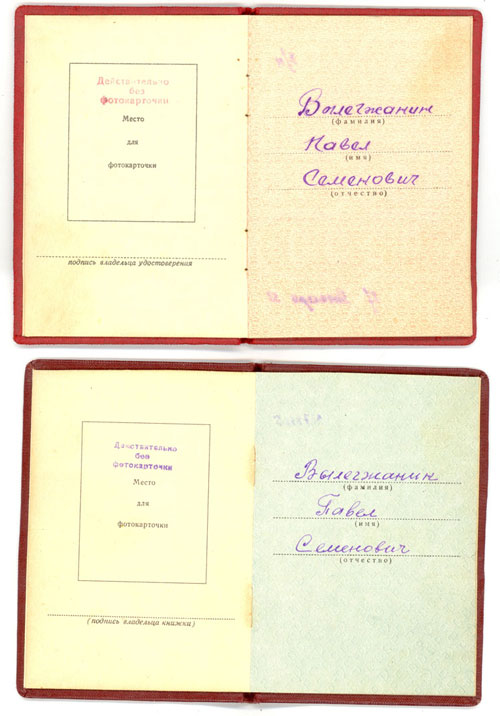 Действительно
без
фотокарточки
Место
для
фотокарточки
подпись владельца удостоверения
Вылегжанин
(фамилия)
Павел
(имя)
Семенович
(отчество)
Действительно
без
фотокарточки
Место
для
фотокарточки
(подпись владельца книжки)
Вылегжанин
(фамилия)
Павел
(имя)
Семенович
(отчество)